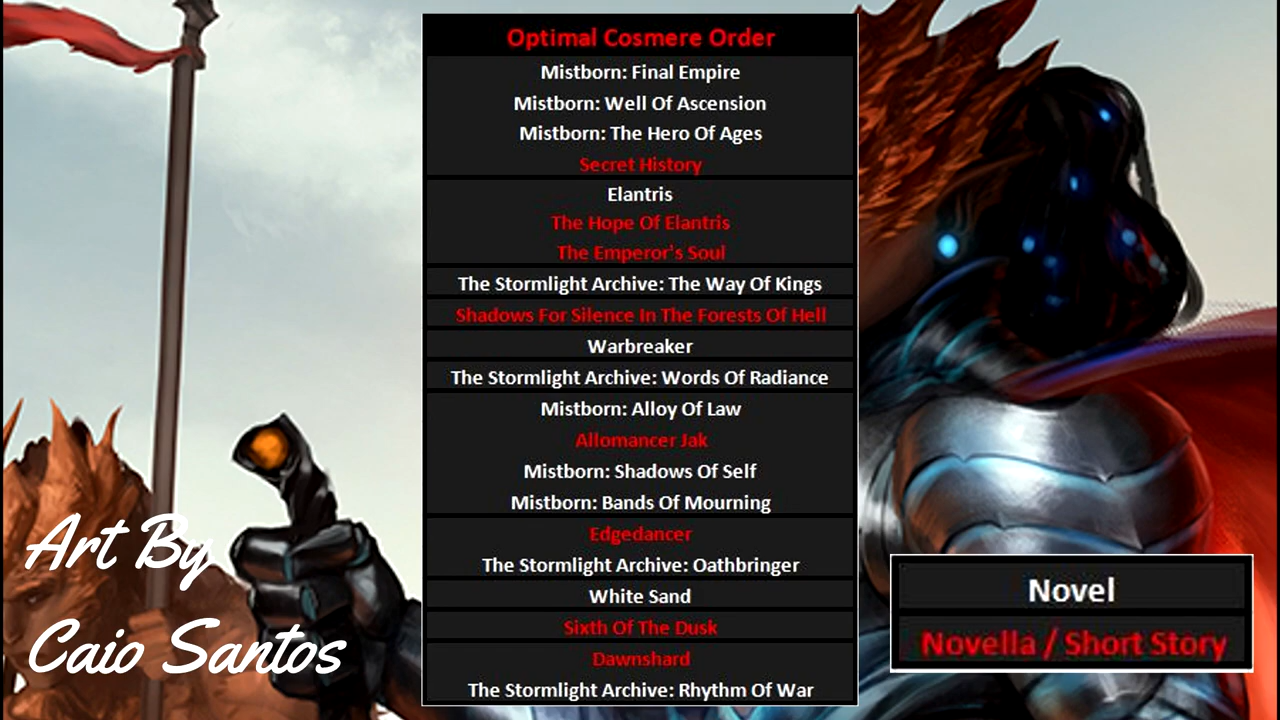 Optimal Cosmere Order
Mistborn: Final Empire
Mistborn: Well Of Ascension
Mistborn: The Hero Of Ages
Secret History
Elantris
The Hope Of Elantris
The Emperor's Soul
The Stormlight Archive: The Way Of Kings
Shadows For Silence In The Forests Of Hell
Warbreaker
The Stormlight Archive: Words Of Radiance
Mistborn: Alloy Of Law
Allomancer Jak
Mistborn: Shadows Of Self
Mistborn: Bands Of Mourning
Edgedancer
The Stormlight Archive: Oathbringer
White Sand
Sixth Of The Dusk
Dawnshard
The Stormlight Archive: Rhythm Of War
Art By
Caio Santos
Novel
Novella / Short Story